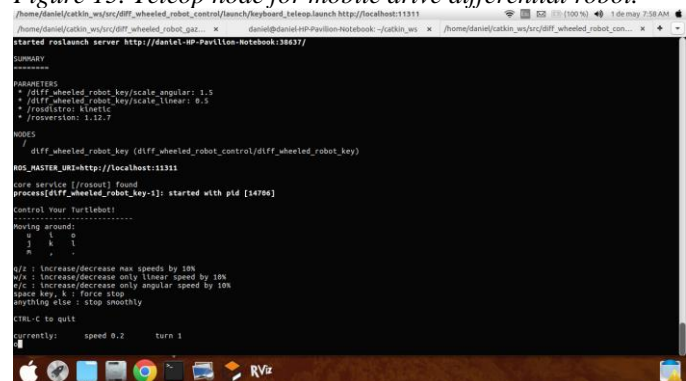 Figure 13. Teleop node for mobile drive differential robot.
/home/daniel/catkin_ws/src/diff_wheeled_robot_control/launch/keyboard_teleop.launch http://localhost:11311
(100 %) 1 de may 7:58 AM
/home/daniel/catkin_ws/src/diff_wheeled_robot_gaz... × daniel@daniel-HP-Pavilion-Notebook: ~/catkin_ws × /home/daniel/catkin_ws/src/diff_wheeled_robot_con... ×
started roslaunch server http://daniel-HP-Pavilion-Notebook:38637/
SUMMARY
========
PARAMETERS
* /diff_wheeled_robot_key/scale_angular: 1.5
* /diff_wheeled_robot_key/scale_linear: 0.5
* /rosdistro: kinetic
* /rosversion: 1.12.7
NODES
/
diff_wheeled_robot_key (diff_wheeled_robot_control/diff_wheeled_robot_key)
ROS_MASTER_URI=http://localhost:11311
core service [/rosout] found
process[diff_wheeled_robot_key-1]: started with pid [14706]
Control Your Turtlebot!
---------------------------
Moving around:
u i o
j k l
m , .
q/z : increase/decrease max speeds by 10%
w/x : increase/decrease only linear speed by 10%
e/c : increase/decrease only angular speed by 10%
space key, k : force stop
anything else : stop smoothly
CTRL-C to quit
currently: speed 0.2 turn 1
o
RViz